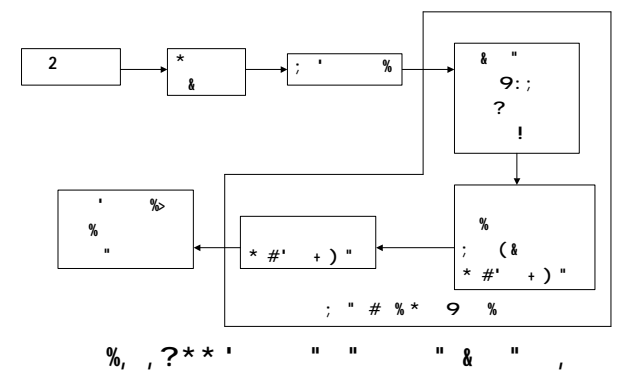 2
*
&
; ' %
& "
9:;
?
!
%
; (&
* #' +)"
* #' +)"
' %>
%
"
; " # %* 9 %
%, ,?**' " " " & " ,